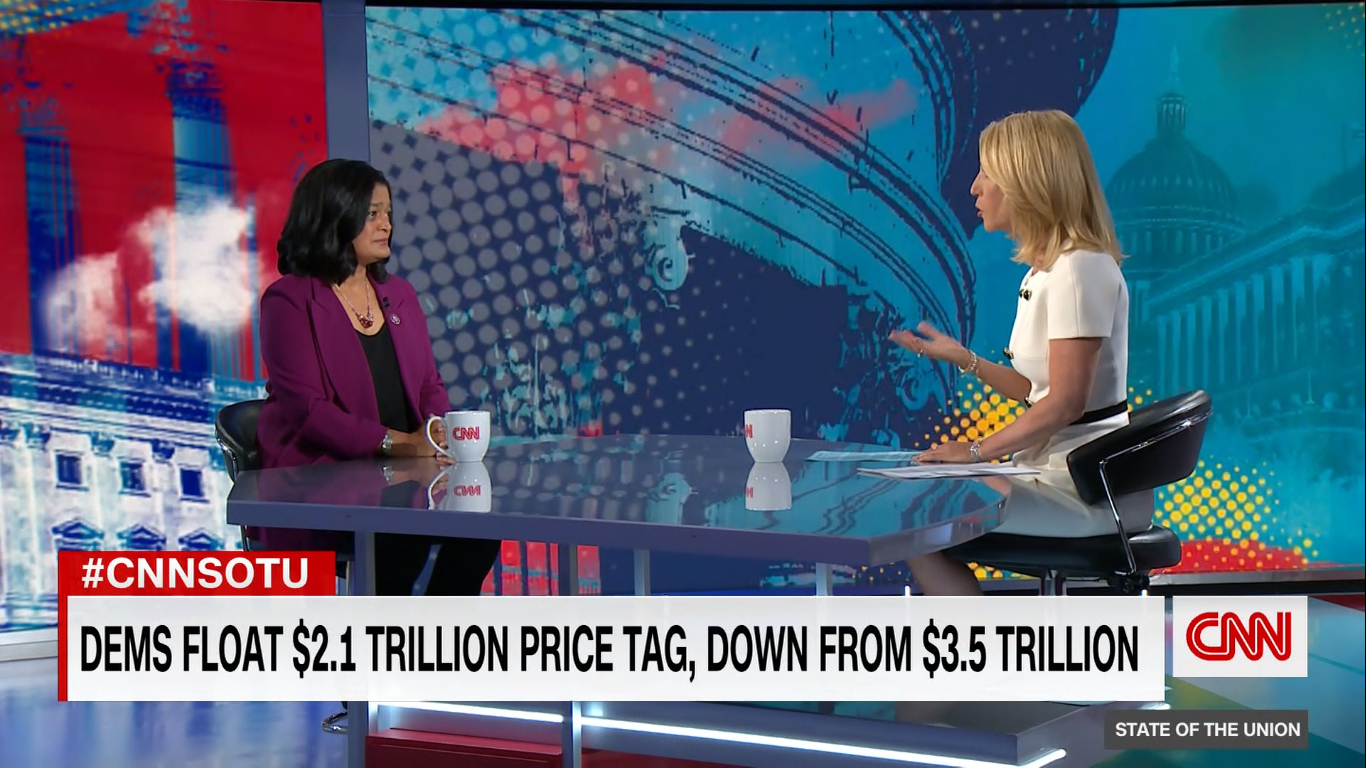 CNN
N
#CNNSOTU
DEMS FLOAT $2.1 TRILLION PRICE TAG, DOWN FROM $3.5 TRILLION
CNN
STATE OF THE UNION